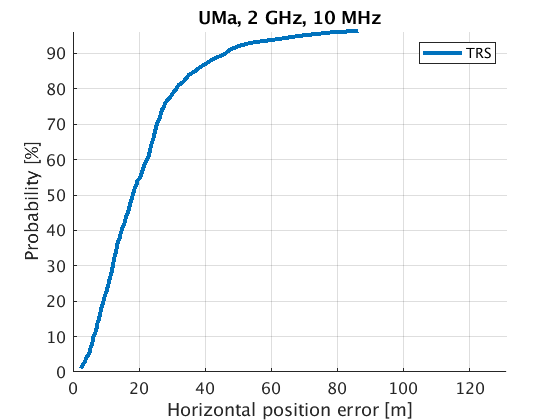 UMa, 2 GHz, 10 MHz
TRS
90
80
70
60
50
40
30
20
10
0
Probability [%]
0 20 40 60 80 100 120
Horizontal position error [m]